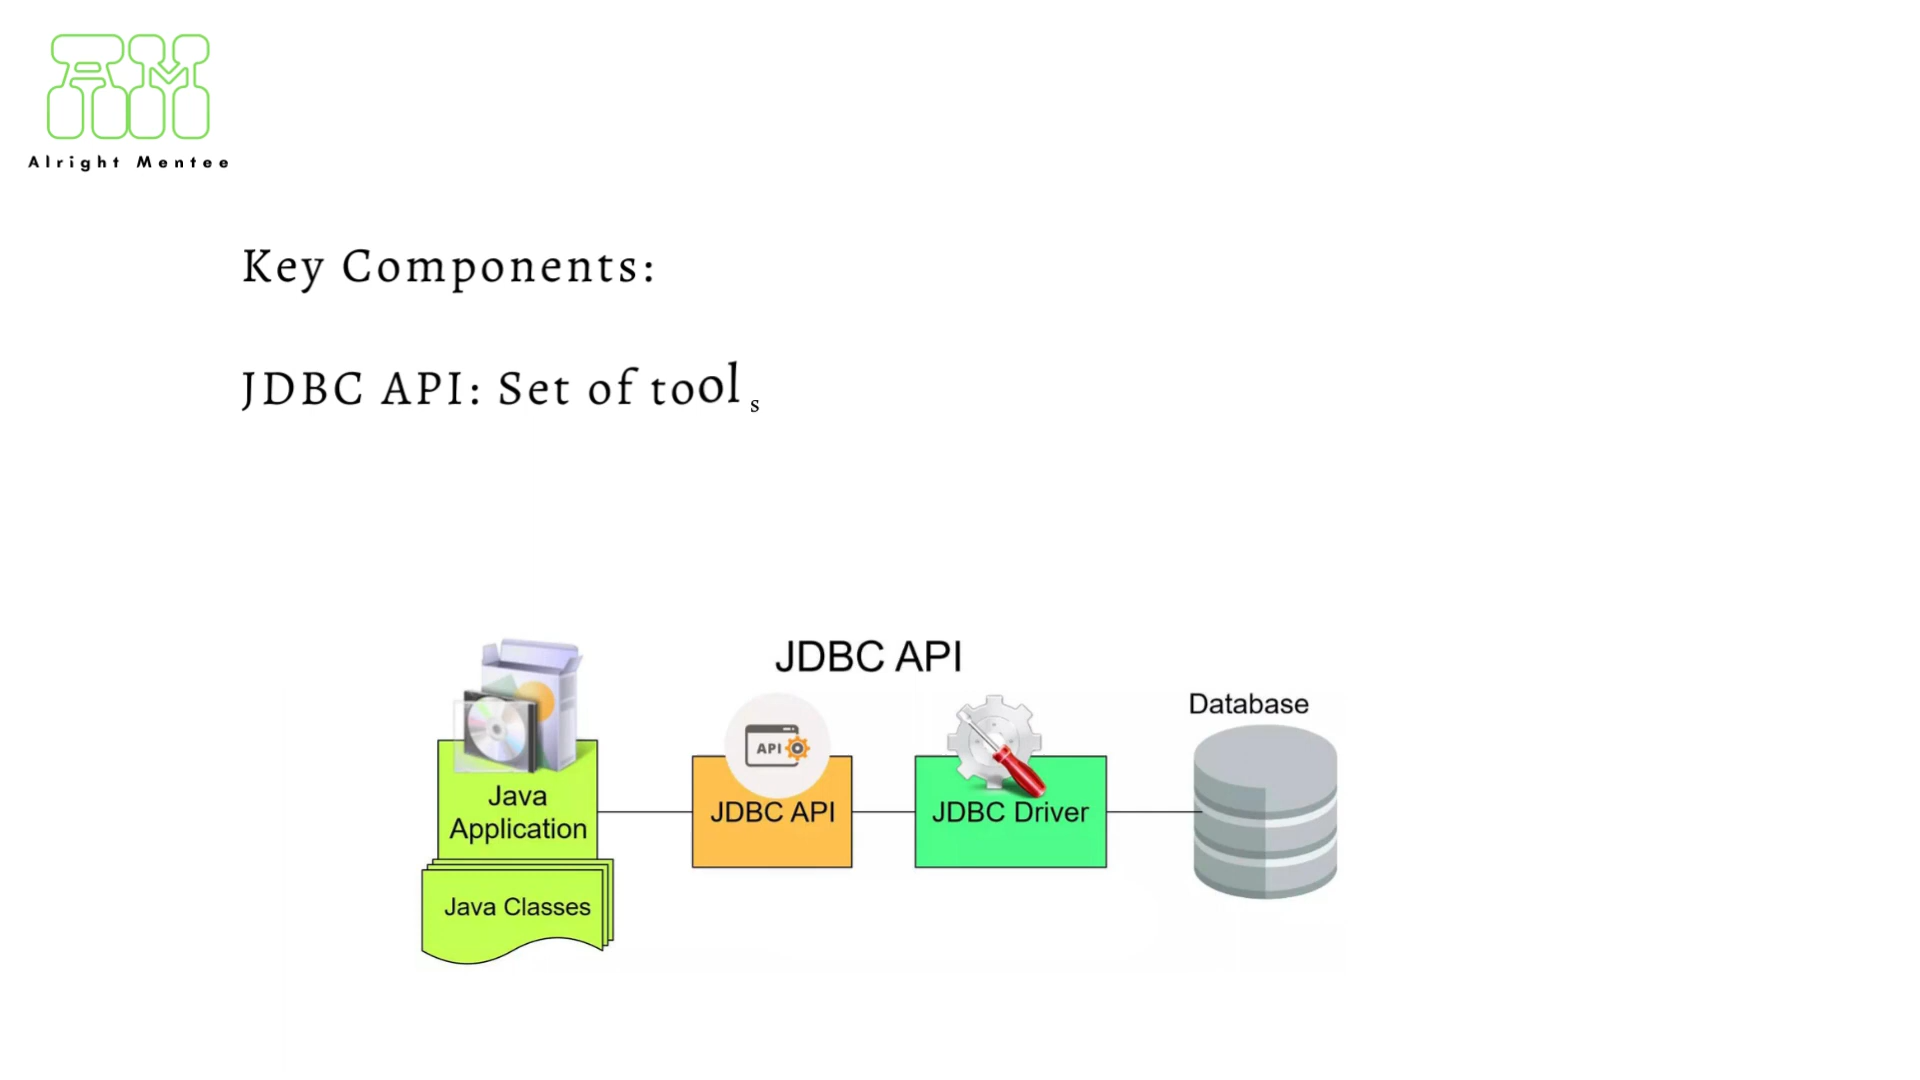 Alright Mentee
Key Components:
JDBC API: Set of tools
JDBC API
Database
API
Java
Application
JDBC API
JDBC Driver
Java Classes